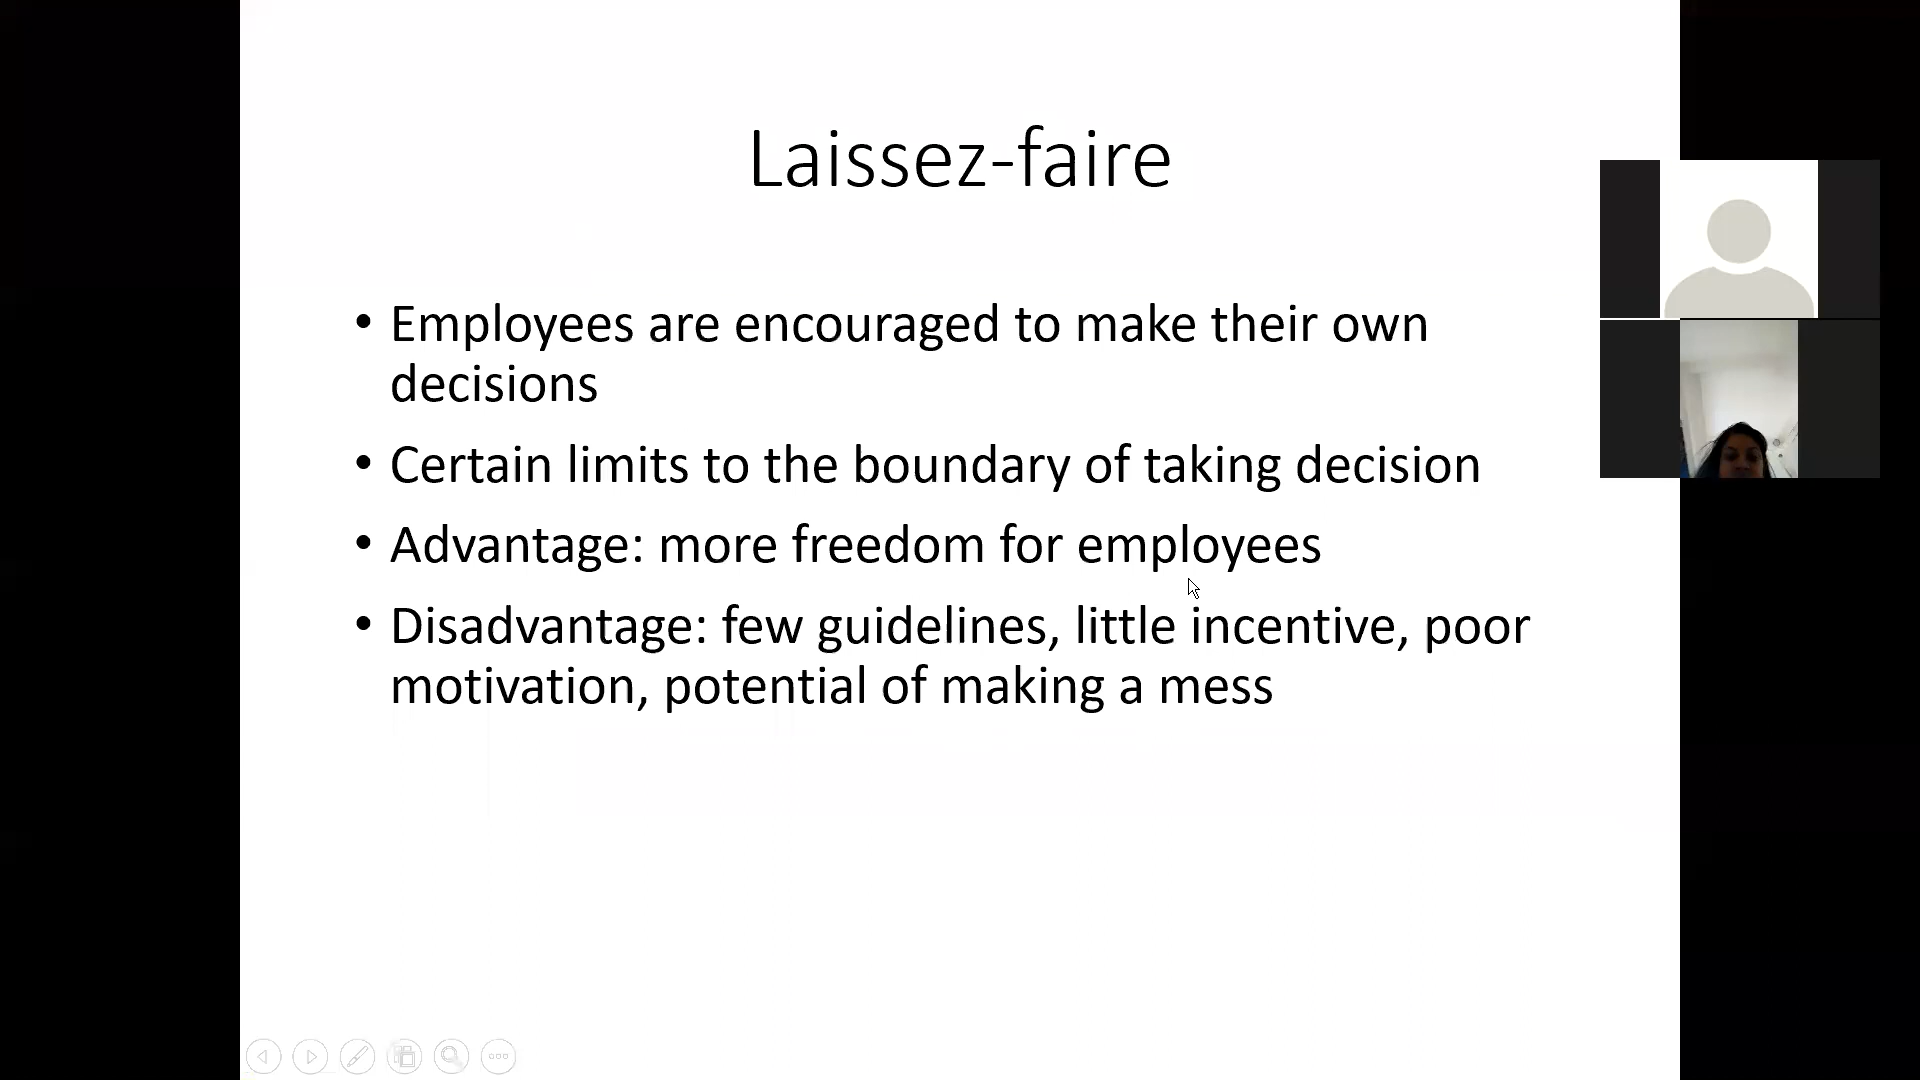 Laissez-faire
• Employees are encouraged to make their own
decisions
• Certain limits to the boundary of taking decision
• Advantage: more freedom for employees
• Disadvantage: few guidelines, little incentive, poor
motivation, potential of making a mess